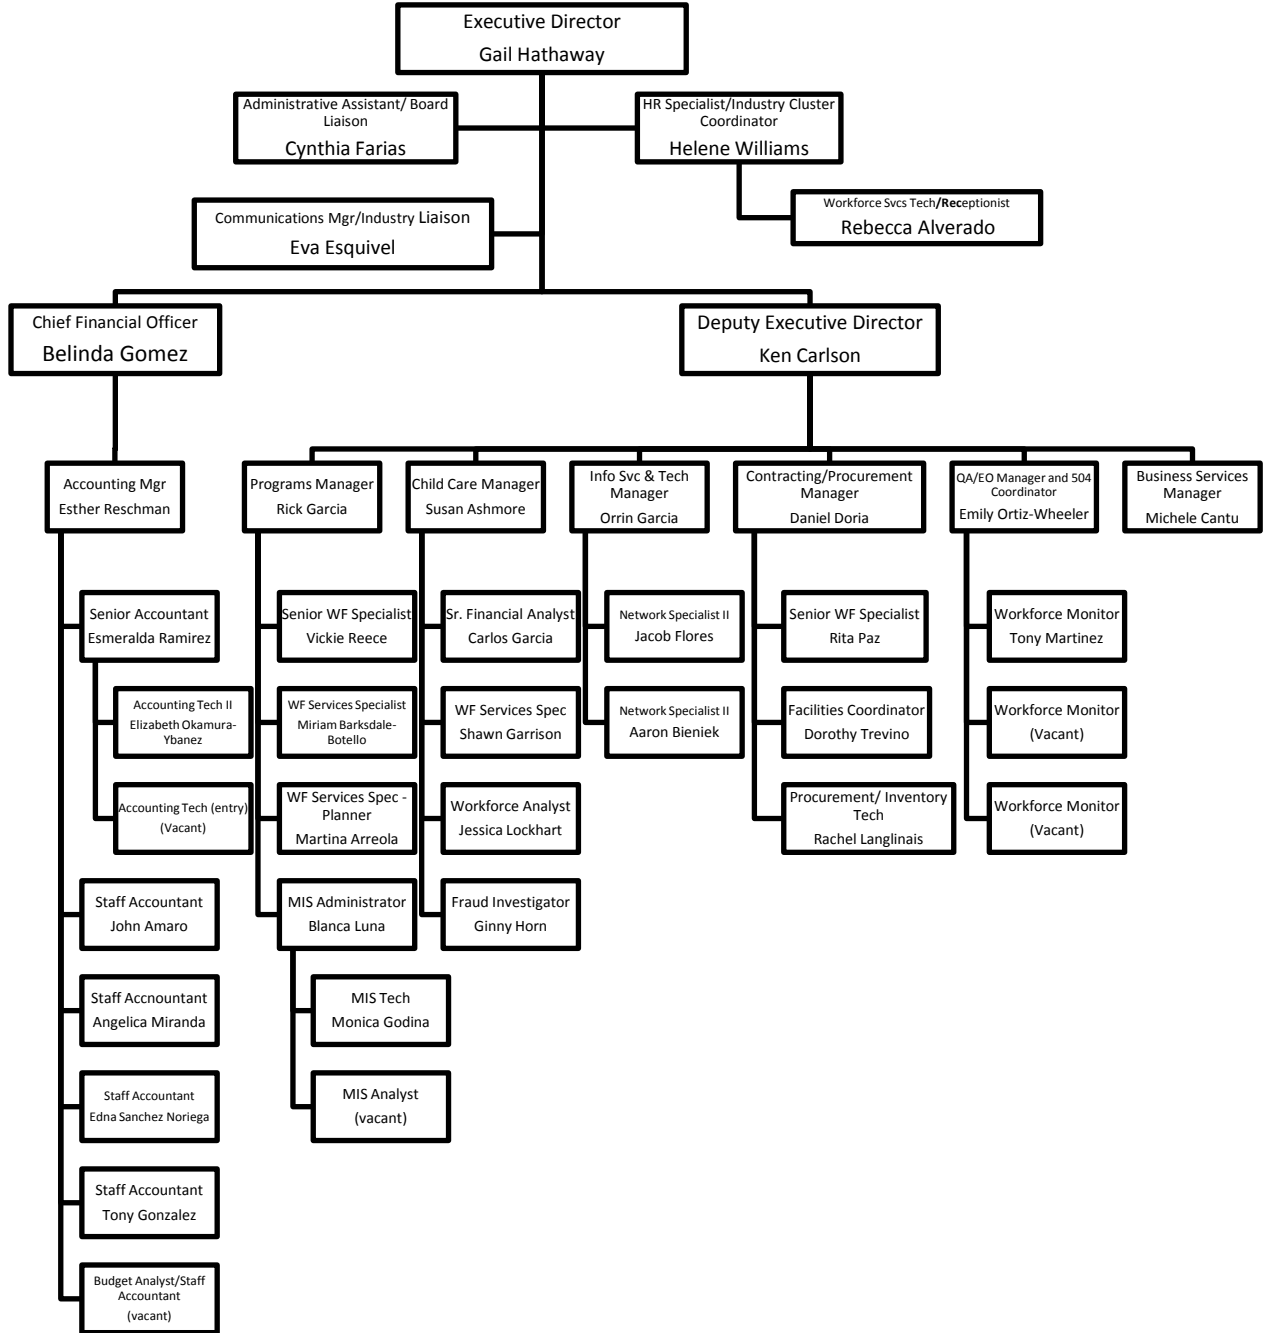 Executive Director
Gail Hathaway
Administrative Assistant/ Board
Liaison
Cynthia Farias
HR Specialist/Industry Cluster
Coordinator
Helene Williams
Workforce Svcs Tech/Receptionist
Rebecca Alverado
Communications Mgr/Industry Liaison
Eva Esquivel
Chief Financial Officer
Belinda Gomez
Deputy Executive Director
Ken Carlson
Accounting Mgr
Esther Reschman
Programs Manager
Rick Garcia
Child Care Manager
Susan Ashmore
Info Svc & Tech
Manager
Orrin Garcia
Contracting/Procurement
Manager
Daniel Doria
QA/EO Manager and 504
Coordinator
Emily Ortiz-Wheeler
Business Services
Manager
Michele Cantu
Senior Accountant
Esmeralda Ramirez
Accounting Tech II
Elizabeth Okamura-
Ybanez
Accounting Tech (entry)
(Vacant)
Staff Accountant
John Amaro
Staff Accnountant
Angelica Miranda
Staff Accountant
Edna Sanchez Noriega
Staff Accountant
Tony Gonzalez
Budget Analyst/Staff
Accountant
(vacant)
Senior WF Specialist
Vickie Reece
WF Services Specialist
Miriam Barksdale-
Botello
WF Services Spec -
Planner
Martina Arreola
MIS Administrator
Blanca Luna
MIS Tech
Monica Godina
MIS Analyst
(vacant)
Sr. Financial Analyst
Carlos Garcia
WF Services Spec
Shawn Garrison
Workforce Analyst
Jessica Lockhart
Fraud Investigator
Ginny Horn
Network Specialist II
Jacob Flores
Network Specialist II
Aaron Bieniek
Senior WF Specialist
Rita Paz
Facilities Coordinator
Dorothy Trevino
Procurement/ Inventory
Tech
Rachel Langlinais
Workforce Monitor
Tony Martinez
Workforce Monitor
(Vacant)
Workforce Monitor
(Vacant)